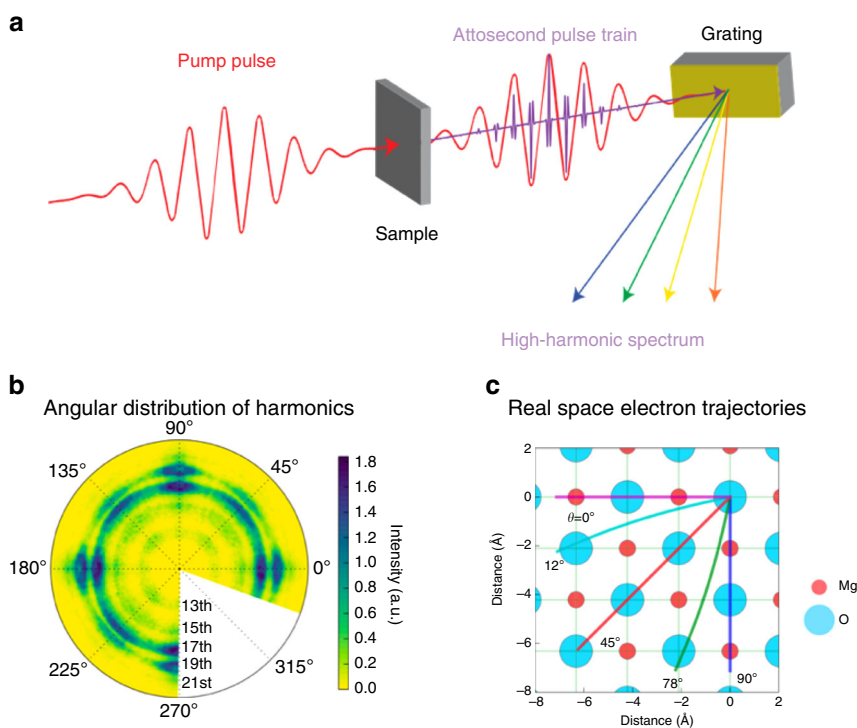 a
Pump pulse
Attosecond pulse train
Grating
Sample
High-harmonic spectrum
b
Angular distribution of harmonics
90°
135°
45°
180°
0°
225°
315°
270°
13th
15th
17th
19th
21st
1.8
1.6
1.4
1.2
1.0
0.8
0.6
0.4
0.2
0.0
Intensity (a.u.)
c
Real space electron trajectories
2
0
−2
−4
−6
−8
Distance (Å)
θ=0°
12°
45°
78°
90°
−8
−6
−4
−2
0
2
Distance (Å)
Mg
O